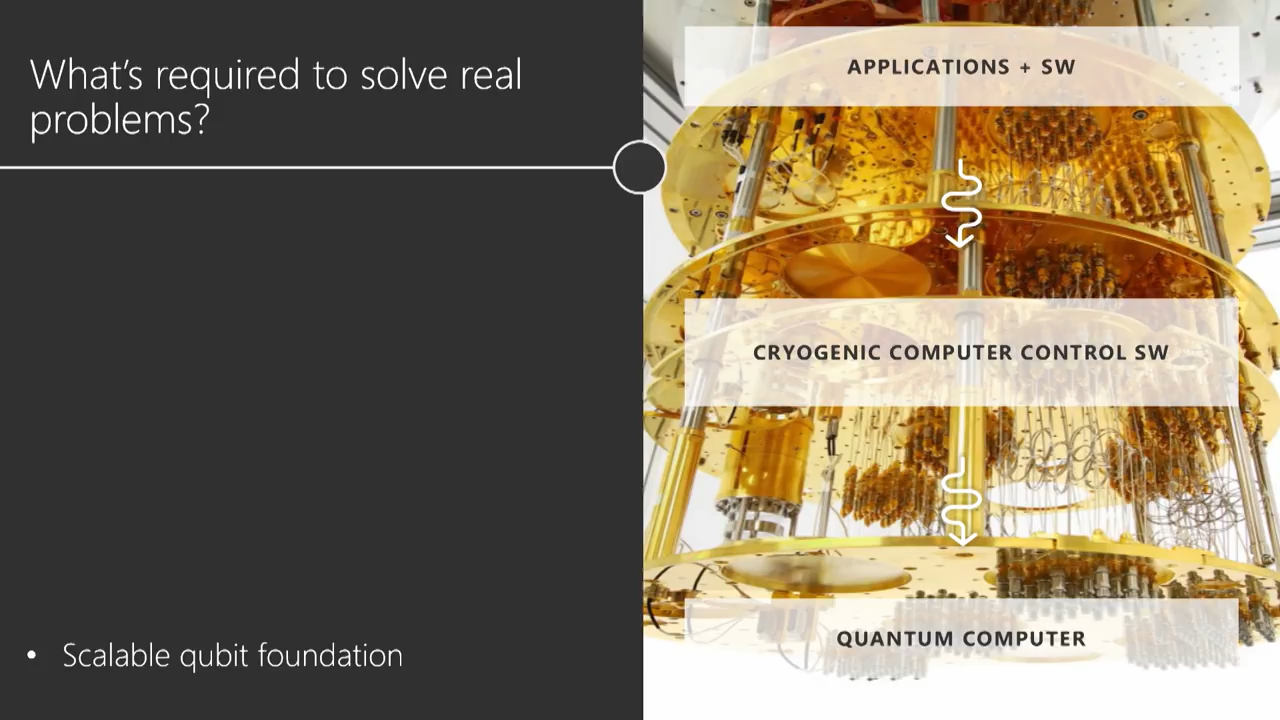 What's required to solve real
problems?
• Scalable qubit foundation
APPLICATIONS + SW
CRYOGENIC COMPUTER CONTROL SW
QUANTUM COMPUTER